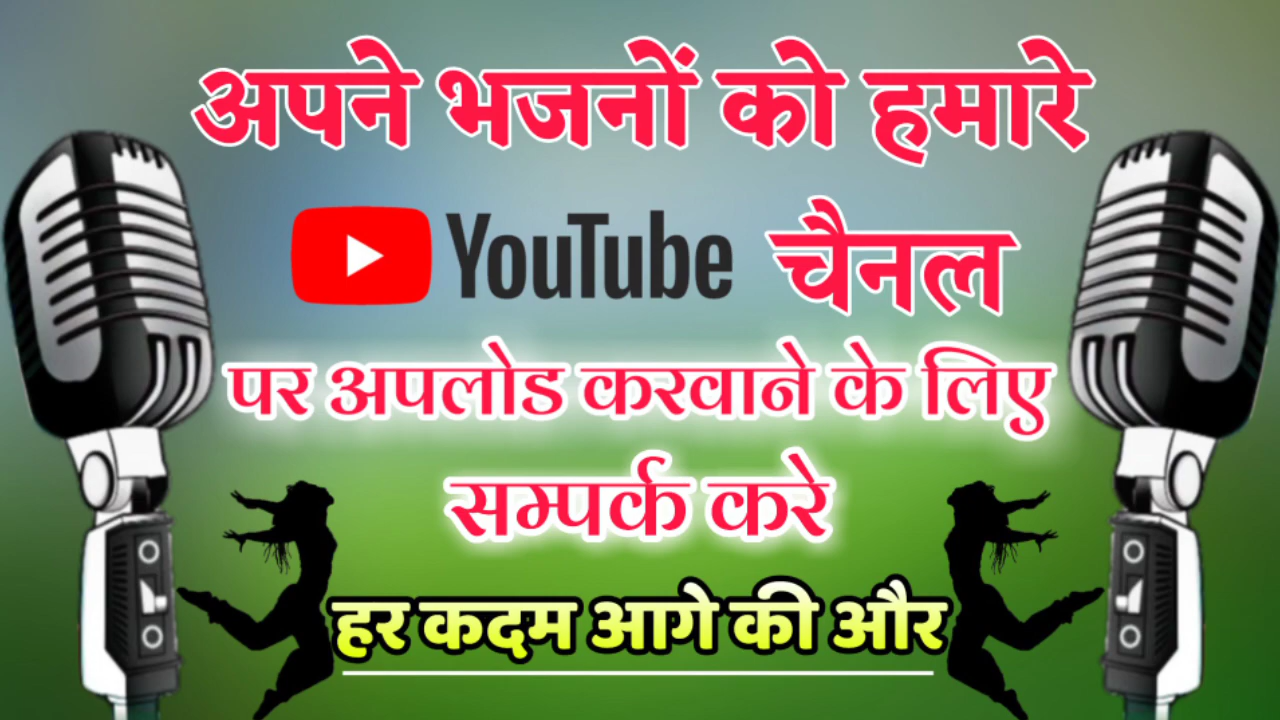 अपने भजनों को हमारे
YouTube चैनल
पर अपलोड करवाने के लिए
सम्पर्क करे
हर कदम आगे की और